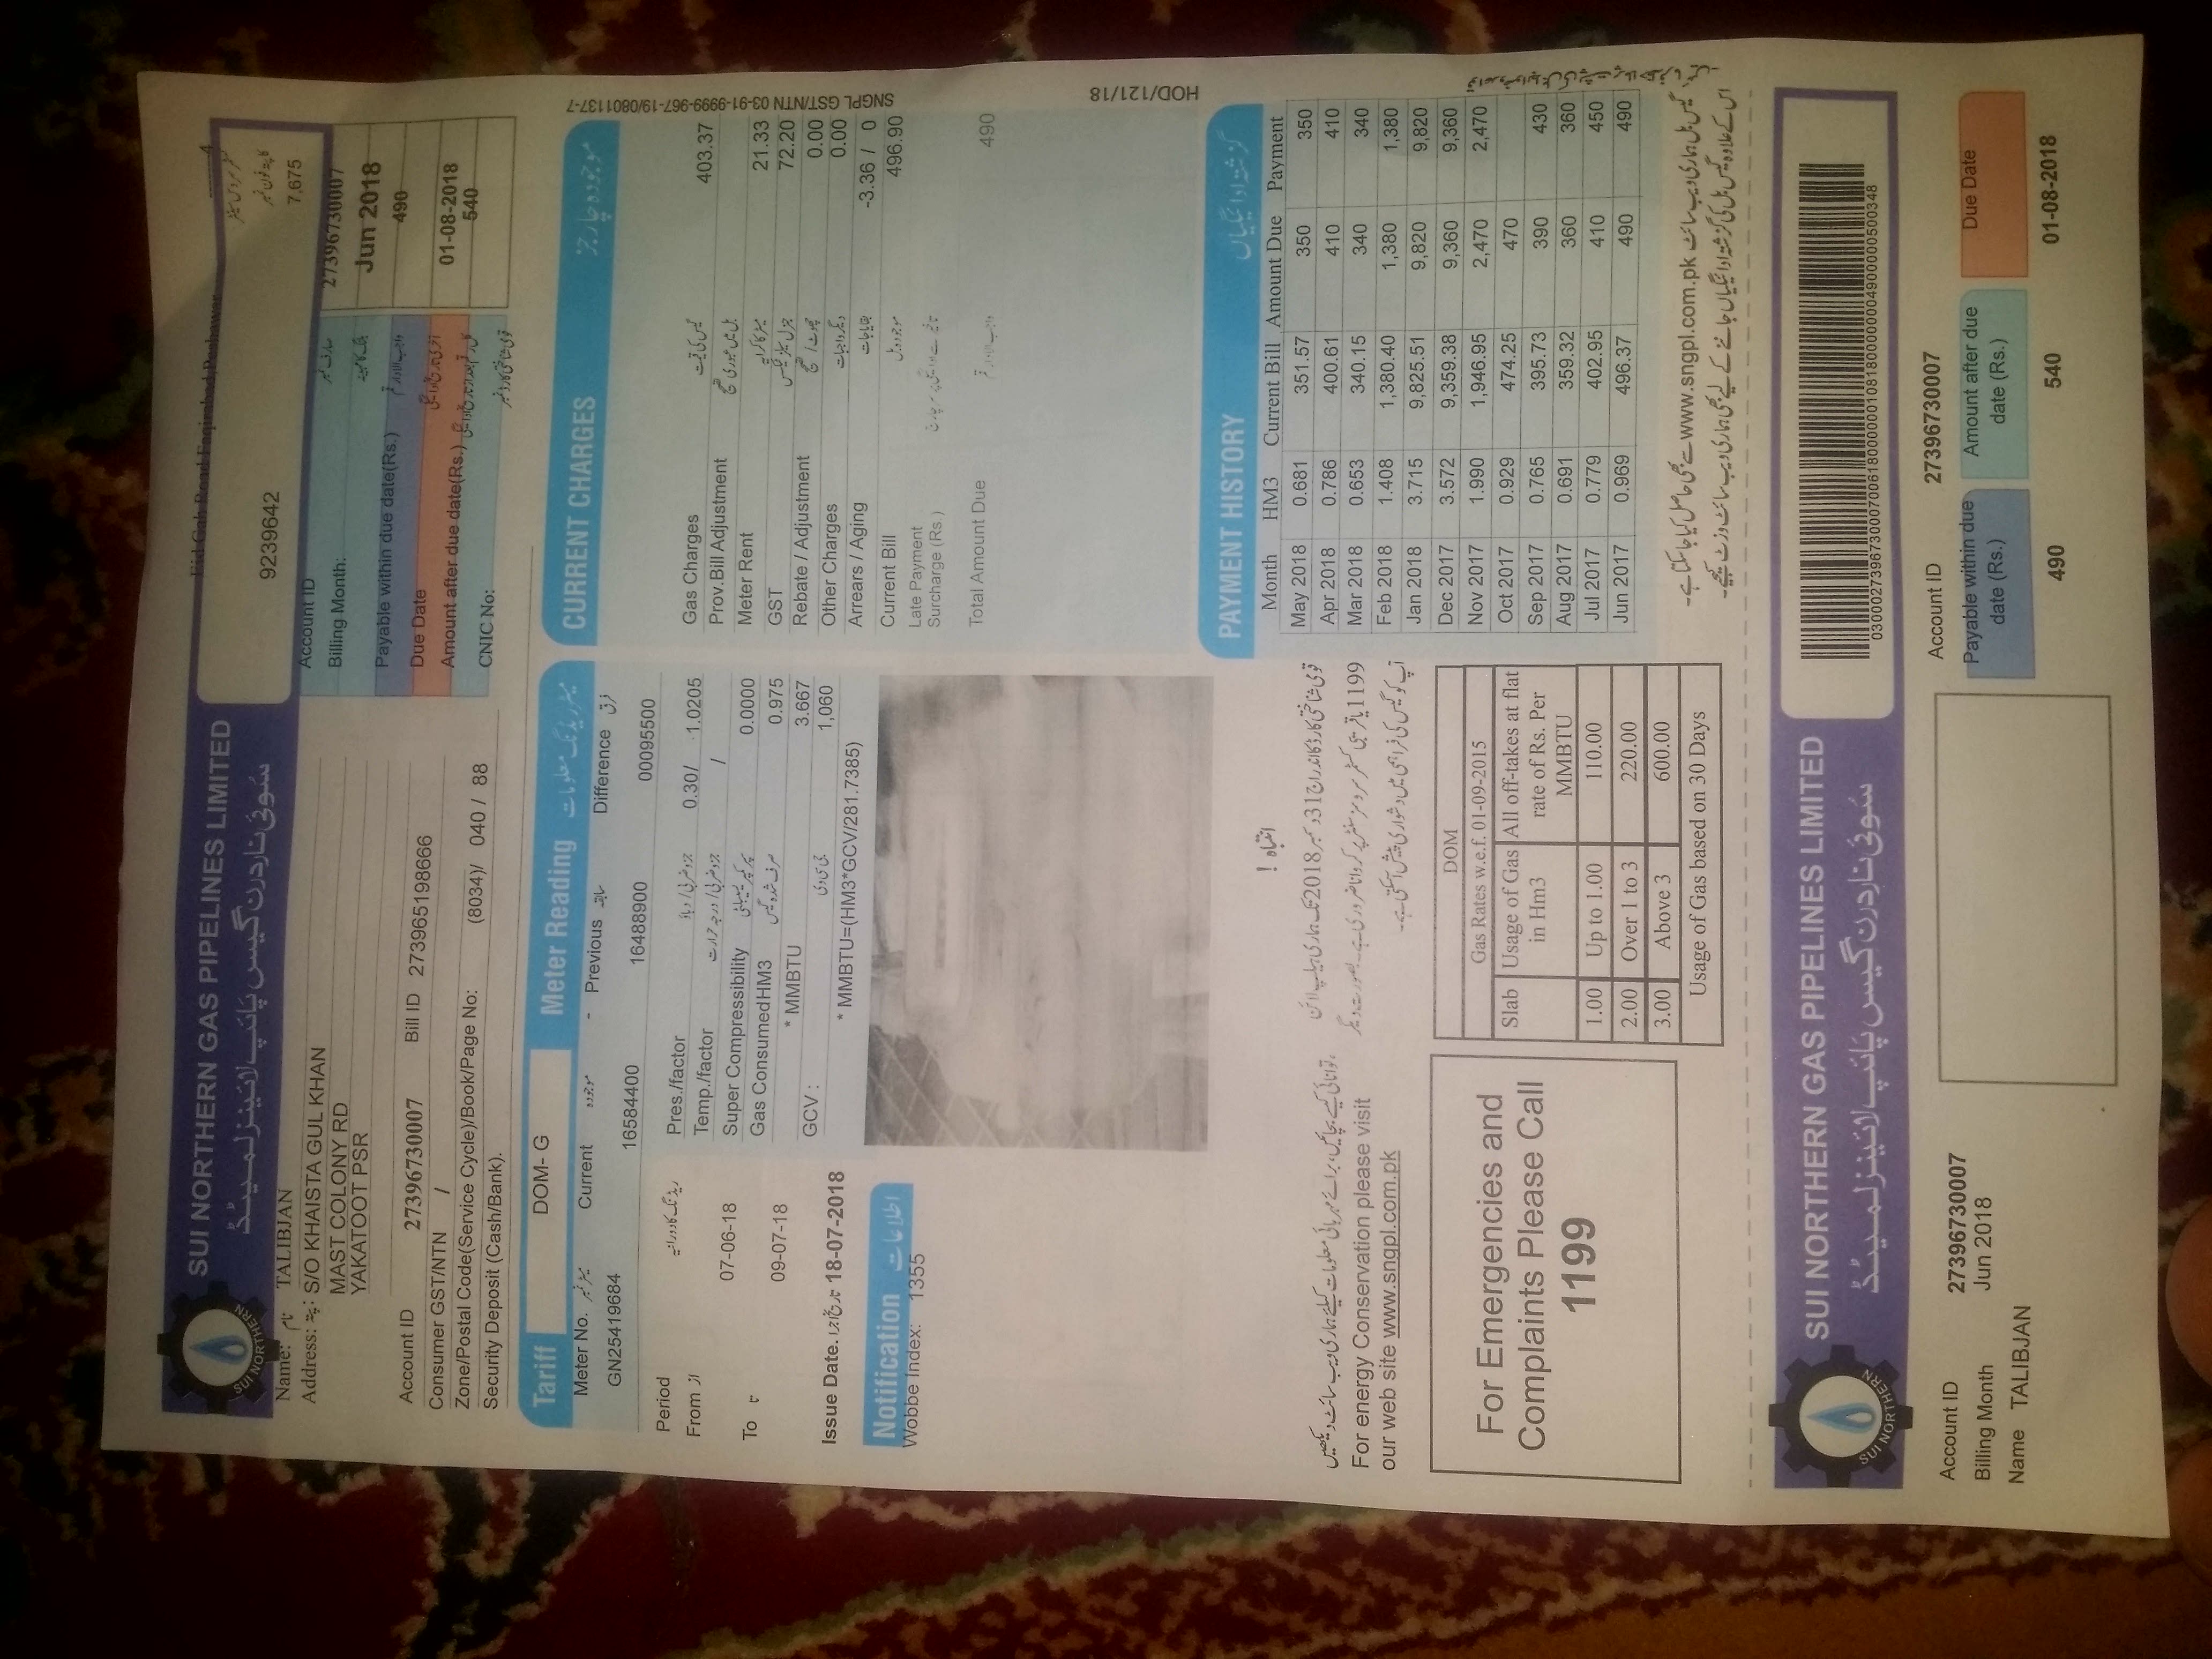 Eid Gah Road Faqirabad,Peshawar
4
SUI NORTHERN GAS PIPELINES LIMITED
سُوئی ناردرن گیس پائپ لائینز لمیٹڈ
SUI NORTHERN
9239642
7,675
Name: نام TALIBJAN
Address: پتہ: S/O KHAISTA GUL KHAN
MAST COLONY RD
YAKATOOT PSR
Account ID 27396730007 Bill ID 273965198666
Consumer GST/NTN /
Zone/Postal Code(Service Cycle)/Book/Page No: (8034)/ 040 / 88
Security Deposit (Cash/Bank).
Account ID صارف نمبر 27396730007
Billing Month: بلنگ کا مہینہ Jun 2018
Payable within due date(Rs.) واجب الادا رقم 490
Due Date آخری تاریخ ادائیگی 01-08-2018
Amount after due date(Rs.) کل رقم بعد از تاریخ ادائیگی 540
CNIC No: قومی شناختی کارڈ نمبر
Tariff DOM- G Meter Reading میٹر ریڈنگ معلومات
Meter No. میٹر نمبر Current موجودہ - Previous سابقہ Difference فرق
GN25419684 16584400 16488900 00095500
Period ریڈنگ کا دورانیہ
From از
07-06-18
To تا
09-07-18
Issue Date. تاریخ اجرا 18-07-2018
Pres./factor جزو ضربی/دباؤ 0.30/ 1.0205
Temp./factor جزو ضربی/درجہ حرارت /
Super Compressibility سپر کمپریسیبلیٹی 0.0000
Gas ConsumedHM3 صرف شدہ گیس 0.975
* MMBTU 3.667
GCV : جی سی وی 1,060
* MMBTU=(HM3*GCV/281.7385)
Notification اطلاعات
Wobbe Index: 1355
CURRENT CHARGES موجودہ چارجز
Gas Charges گیس کی قیمت 403.37
Prov.Bill Adjustment بل میں عبوری تصحیح
Meter Rent میٹر کا کرایہ 21.33
GST جنرل سیلز ٹیکس 72.20
Rebate / Adjustment چھوٹ/تصحیح 0.00
Other Charges دیگر واجبات 0.00
Arrears / Aging بقایاجات -3.36 / 0
Current Bill موجودہ بل 496.90
Late Payment
Surcharge (Rs.) تاخیر سے ادائیگی پر سرچارج
Total Amount Due واجب الادا رقم 490
SNGPL GST/NTN 03-91-9999-967-19/0801137-7
HOD/121/18
انتباہ !
قومی شناختی کارڈ کا اندراج 31 دسمبر 2018 تک ہماری ہیلپ لائن
1199 یا قریبی کسٹمر سروسز سنٹر پر کروانا ضروری ہے۔ بصورت دیگر
آپ کو گیس کی فراہمی میں دشواری پیش آسکتی ہے۔
توانائی کیسے بچائیں، برائے مہربانی معلومات کیلئے ہماری ویب سائٹ دیکھیں
For energy Conservation please visit
our web site www.sngpl.com.pk
For Emergencies and
Complaints Please Call
1199
DOM
Gas Rates w.e.f. 01-09-2015
Slab Usage of Gas in Hm3 All off-takes at flat rate of Rs. Per MMBTU
1.00 Up to 1.00 110.00
2.00 Over 1 to 3 220.00
3.00 Above 3 600.00
Usage of Gas based on 30 Days
PAYMENT HISTORY گزشتہ ادائیگیاں
Month HM3 Current Bill Amount Due Payment
May 2018 0.681 351.57 350 350
Apr 2018 0.786 400.61 410 410
Mar 2018 0.653 340.15 340 340
Feb 2018 1.408 1,380.40 1,380 1,380
Jan 2018 3.715 9,825.51 9,820 9,820
Dec 2017 3.572 9,359.38 9,360 9,360
Nov 2017 1.990 1,946.95 2,470 2,470
Oct 2017 0.929 474.25 470
Sep 2017 0.765 395.73 390 430
Aug 2017 0.691 359.32 360 360
Jul 2017 0.779 402.95 410 450
Jun 2017 0.969 496.37 490 490
گیس بل ہماری ویب سائٹ www.sngpl.com.pk سے بھی حاصل کیا جاسکتا ہے۔
اس کے علاوہ گیس بل کی گزشتہ ادائیگیاں جاننے کے لیے بھی ہماری ویب سائٹ وزٹ کیجیے۔
قواعد و ضوابط بل کی پشت پر ملاحظہ فرمائیں۔
SUI NORTHERN GAS PIPELINES LIMITED
سُوئی ناردرن گیس پائپ لائینز لمیٹڈ
SUI NORTHERN
Account ID 27396730007
Billing Month Jun 2018
Name TALIBJAN
Account ID 27396730007
Payable within due date (Rs.) Amount after due date (Rs.) Due Date
490 540 01-08-2018